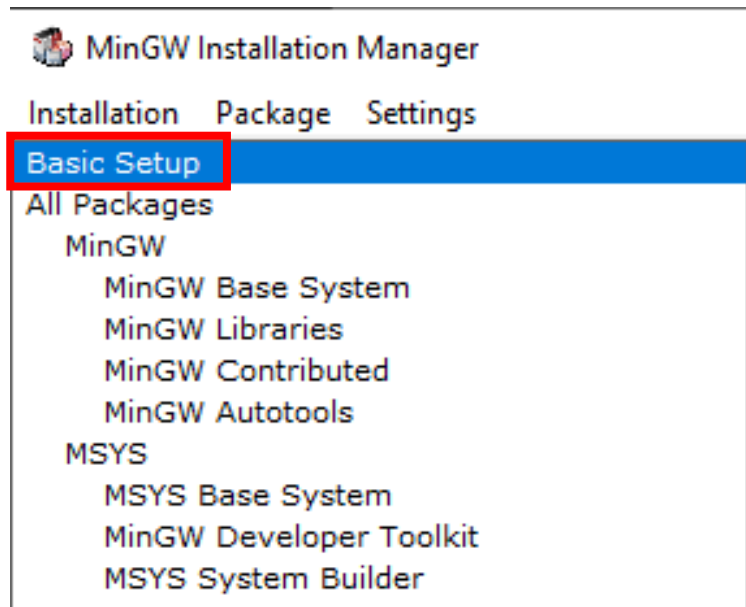 MinGW Installation Manager
Installation Package Settings
Basic Setup
All Packages
MinGW
MinGW Base System
MinGW Libraries
MinGW Contributed
MinGW Autotools
MSYS
MSYS Base System
MinGW Developer Toolkit
MSYS System Builder